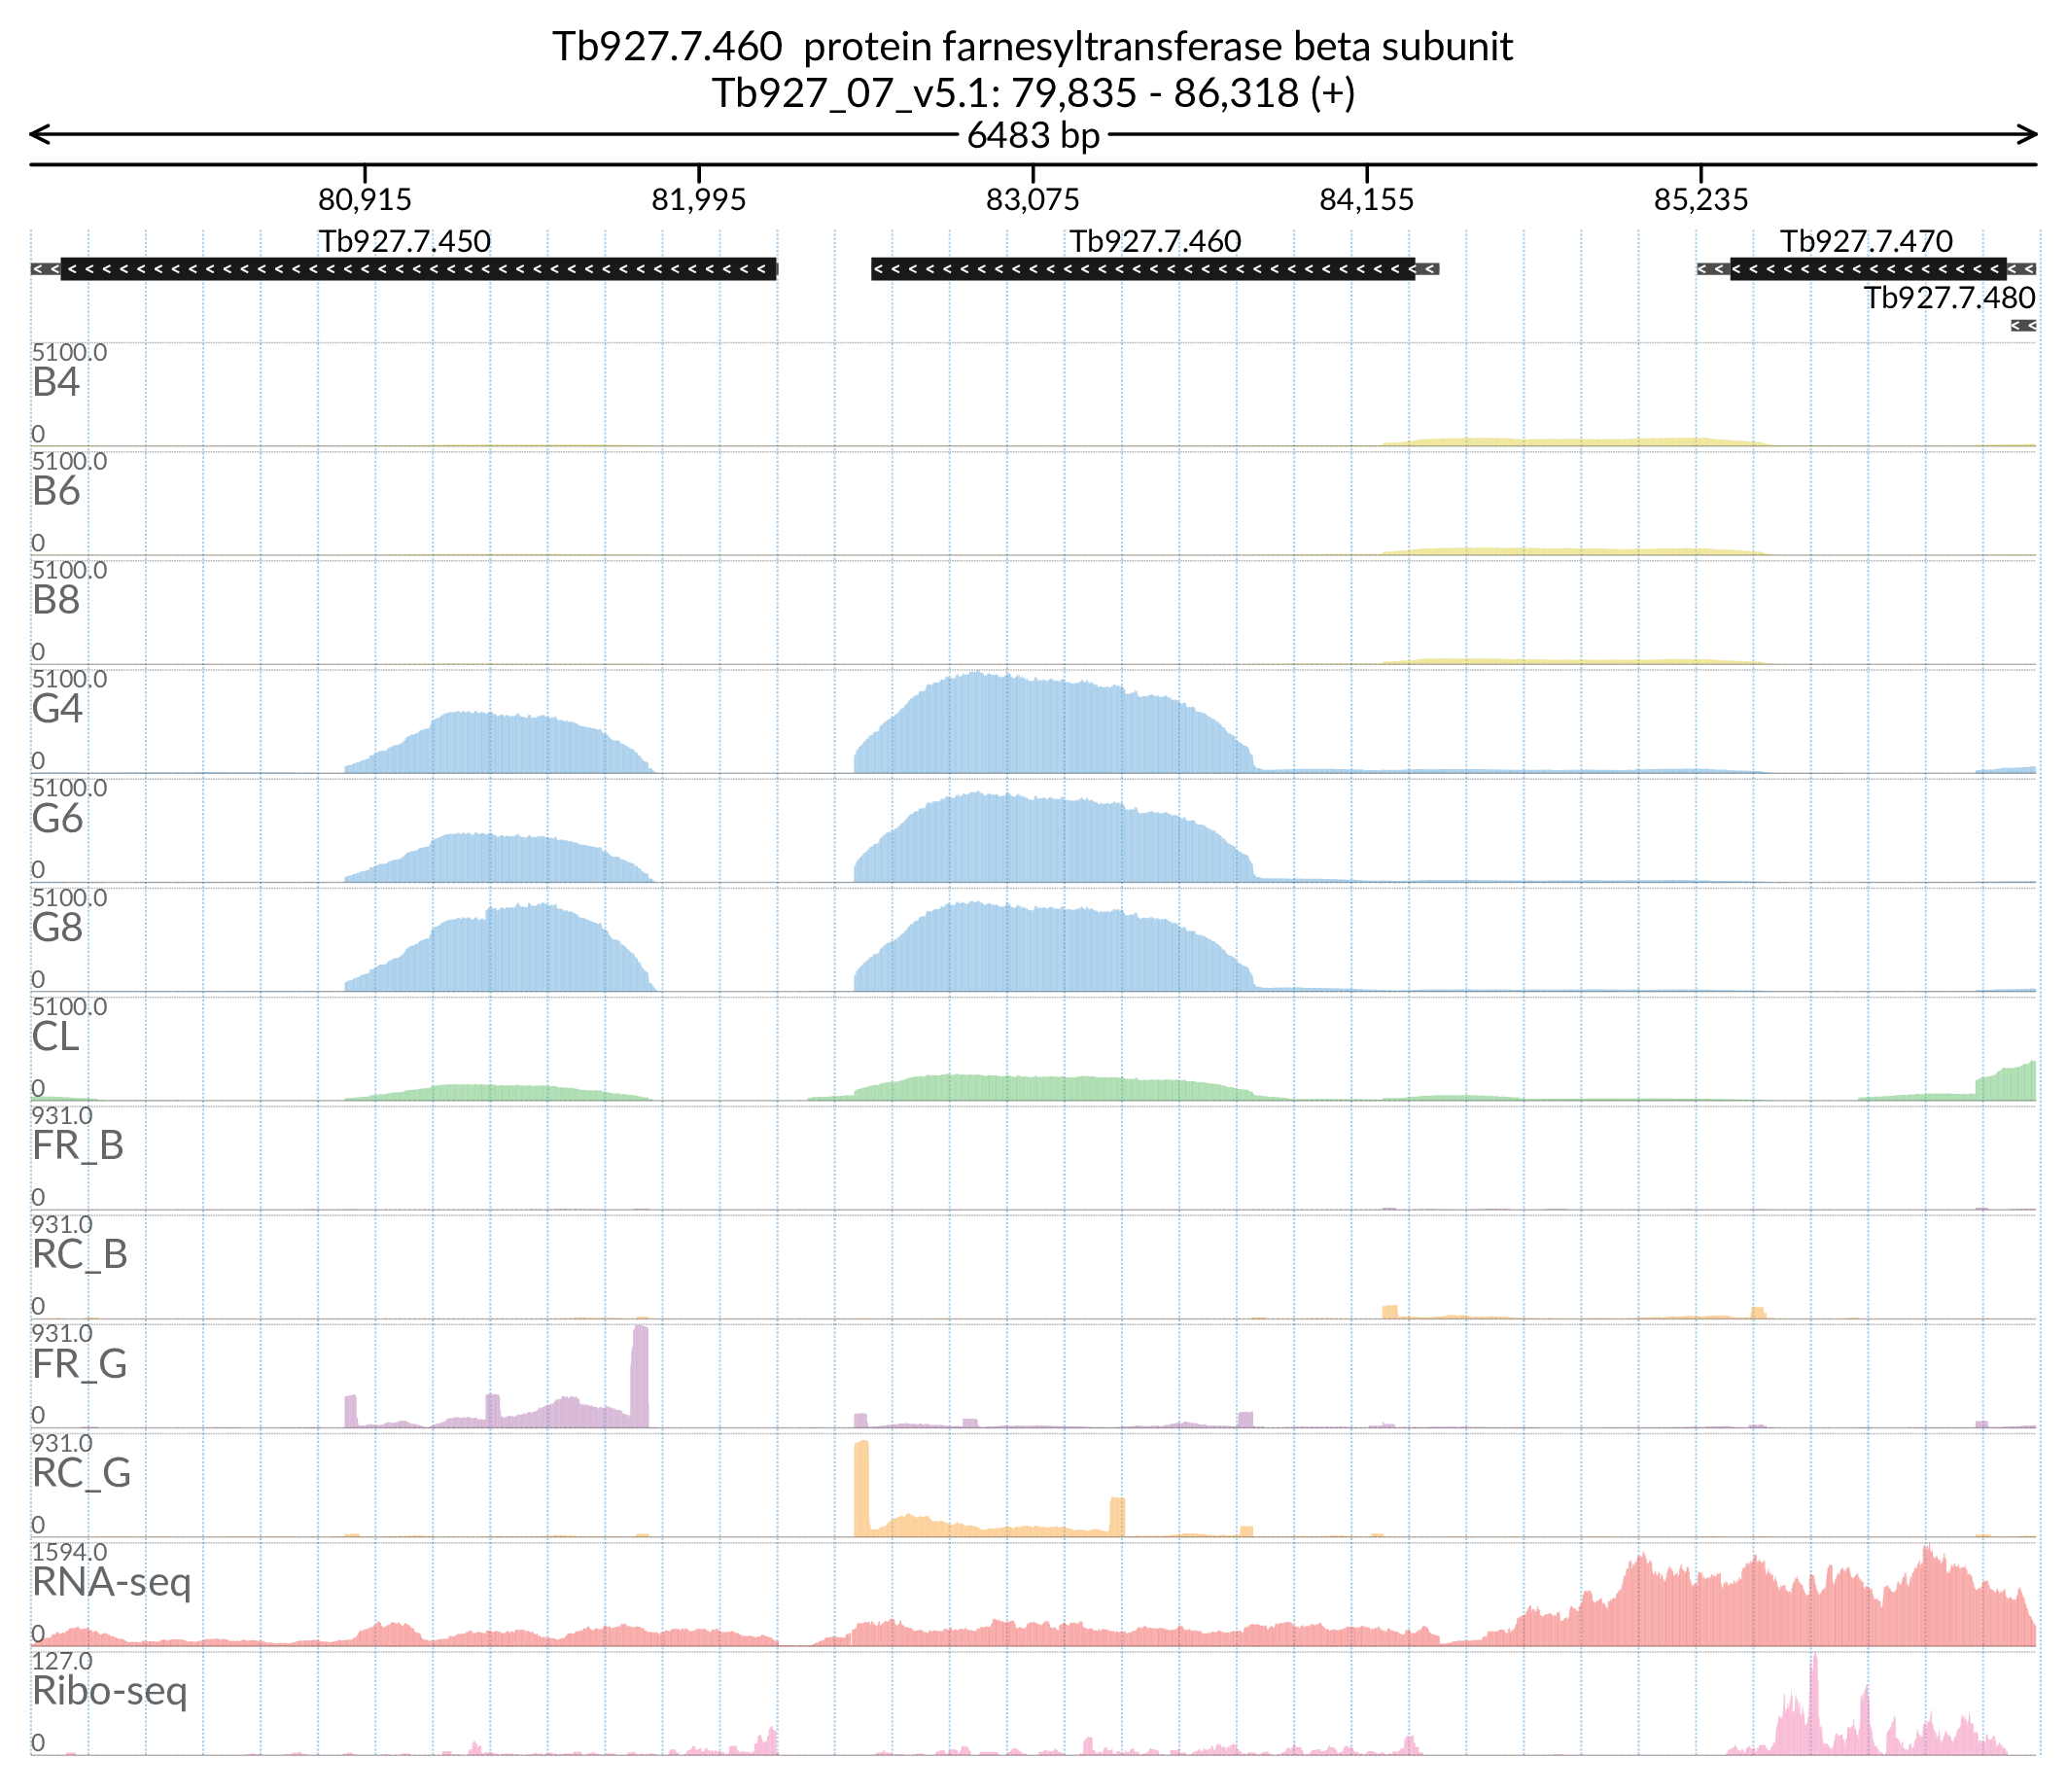 Tb927.7.460 protein farnesyltransferase beta subunit
Tb927_07_v5.1: 79,835 - 86,318 (+)
6483 bp
80,915 81,995 83,075 84,155 85,235
Tb927.7.450 Tb927.7.460 Tb927.7.470
Tb927.7.480
5100.0
B4
0
5100.0
B6
0
5100.0
B8
0
5100.0
G4
0
5100.0
G6
0
5100.0
G8
0
5100.0
CL
0
931.0
FR_B
0
931.0
RC_B
0
931.0
FR_G
0
931.0
RC_G
0
1594.0
RNA-seq
0
127.0
Ribo-seq
0